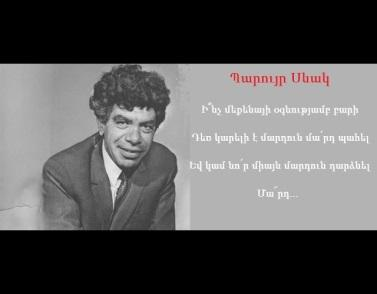 Պարույր Սևակ
Ի՞նչ մեքենայի օգնությամբ բարի
Դեռ կարելի է մարդուն մա՛րդ պահել
Եվ կամ նո՛ր միայն մարդուն դարձնել
Մա՜րդ...